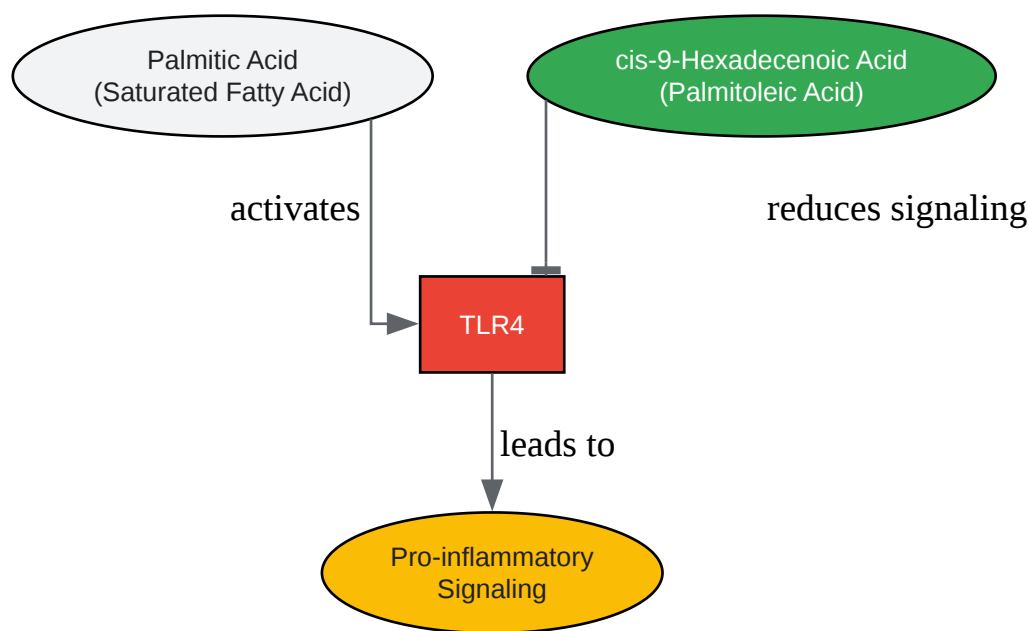 Palmitic Acid
(Saturated Fatty Acid)
cis-9-Hexadecenoic Acid
(Palmitoleic Acid)
activates
reduces signaling
TLR4
leads to
Pro-inflammatory
Signaling